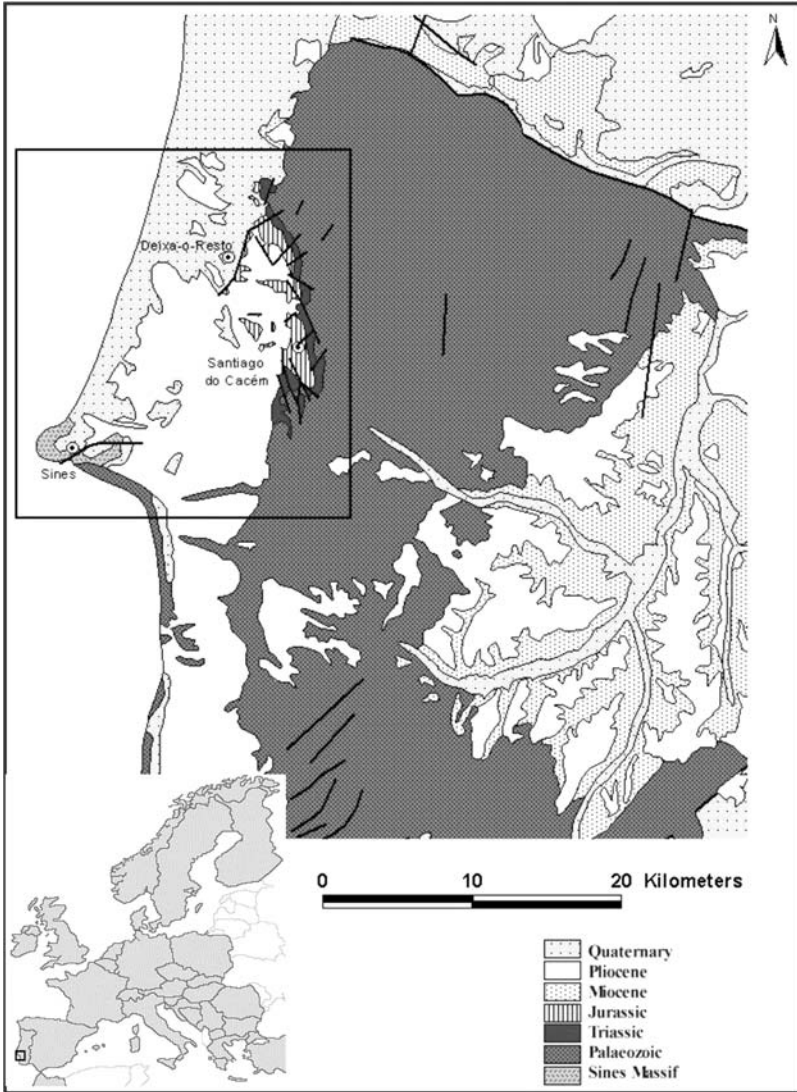 N
Deixa-o-Resto
Santiago
do Cacém
Sines
0 10 20 Kilometers
Quaternary
Pliocene
Miocene
Jurassic
Triassic
Palaeozoic
Sines Massif